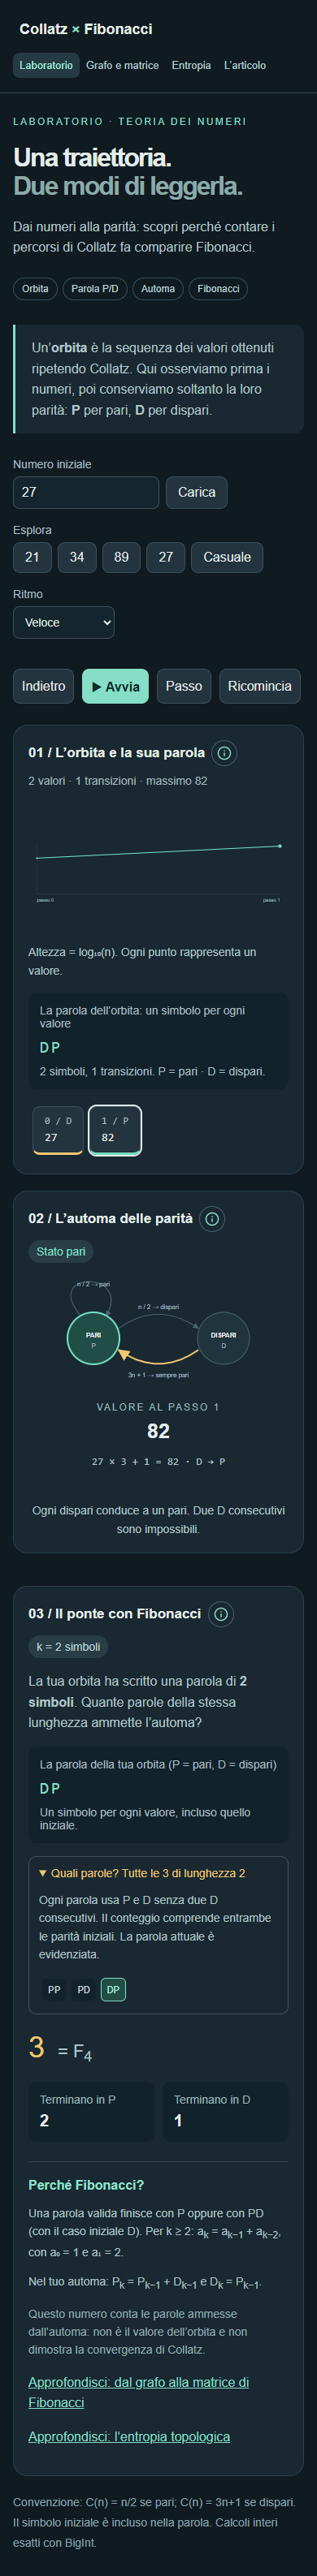 Collatz × Fibonacci
Laboratorio Grafo e matrice Entropia L’articolo
LABORATORIO · TEORIA DEI NUMERI
Una traiettoria.
Due modi di leggerla.
Dai numeri alla parità: scopri perché contare i
percorsi di Collatz fa comparire Fibonacci.
Orbita Parola P/D Automa Fibonacci
Un’orbita è la sequenza dei valori ottenuti
ripetendo Collatz. Qui osserviamo prima i
numeri, poi conserviamo soltanto la loro
parità: P per pari, D per dispari.
Numero iniziale
27 Carica
Esplora
21 34 89 27 Casuale
Ritmo
Veloce
Indietro ▶ Avvia Passo Ricomincia
01 / L’orbita e la sua parola
2 valori · 1 transizioni · massimo 82
passo 0 passo 1
Altezza = log₁₀(n). Ogni punto rappresenta un
valore.
La parola dell’orbita: un simbolo per ogni
valore
D P
2 simboli, 1 transizioni. P = pari · D = dispari.
0 / D 1 / P
27 82
02 / L’automa delle parità
Stato pari
n / 2 → pari
n / 2 → dispari
PARI DISPARI
P D
3n + 1 → sempre pari
VALORE AL PASSO 1
82
27 × 3 + 1 = 82 · D → P
Ogni dispari conduce a un pari. Due D consecutivi
sono impossibili.
03 / Il ponte con Fibonacci
k = 2 simboli
La tua orbita ha scritto una parola di 2
simboli. Quante parole della stessa
lunghezza ammette l’automa?
La parola della tua orbita (P = pari, D = dispari)
D P
Un simbolo per ogni valore, incluso quello
iniziale.
▼ Quali parole? Tutte le 3 di lunghezza 2
Ogni parola usa P e D senza due D
consecutivi. Il conteggio comprende entrambe
le parità iniziali. La parola attuale è
evidenziata.
PP PD DP
3 = F₄
Terminano in P Terminano in D
2 1
Perché Fibonacci?
Una parola valida finisce con P oppure con PD
(con il caso iniziale D). Per k ≥ 2: aₖ = aₖ₋₁ + aₖ₋₂,
con a₀ = 1 e a₁ = 2.
Nel tuo automa: Pₖ = Pₖ₋₁ + Dₖ₋₁ e Dₖ = Pₖ₋₁.
Questo numero conta le parole ammesse
dall’automa: non è il valore dell’orbita e non
dimostra la convergenza di Collatz.
Approfondisci: dal grafo alla matrice di
Fibonacci
Approfondisci: l’entropia topologica
Convenzione: C(n) = n/2 se pari; C(n) = 3n+1 se dispari.
Il simbolo iniziale è incluso nella parola. Calcoli interi
esatti con BigInt.